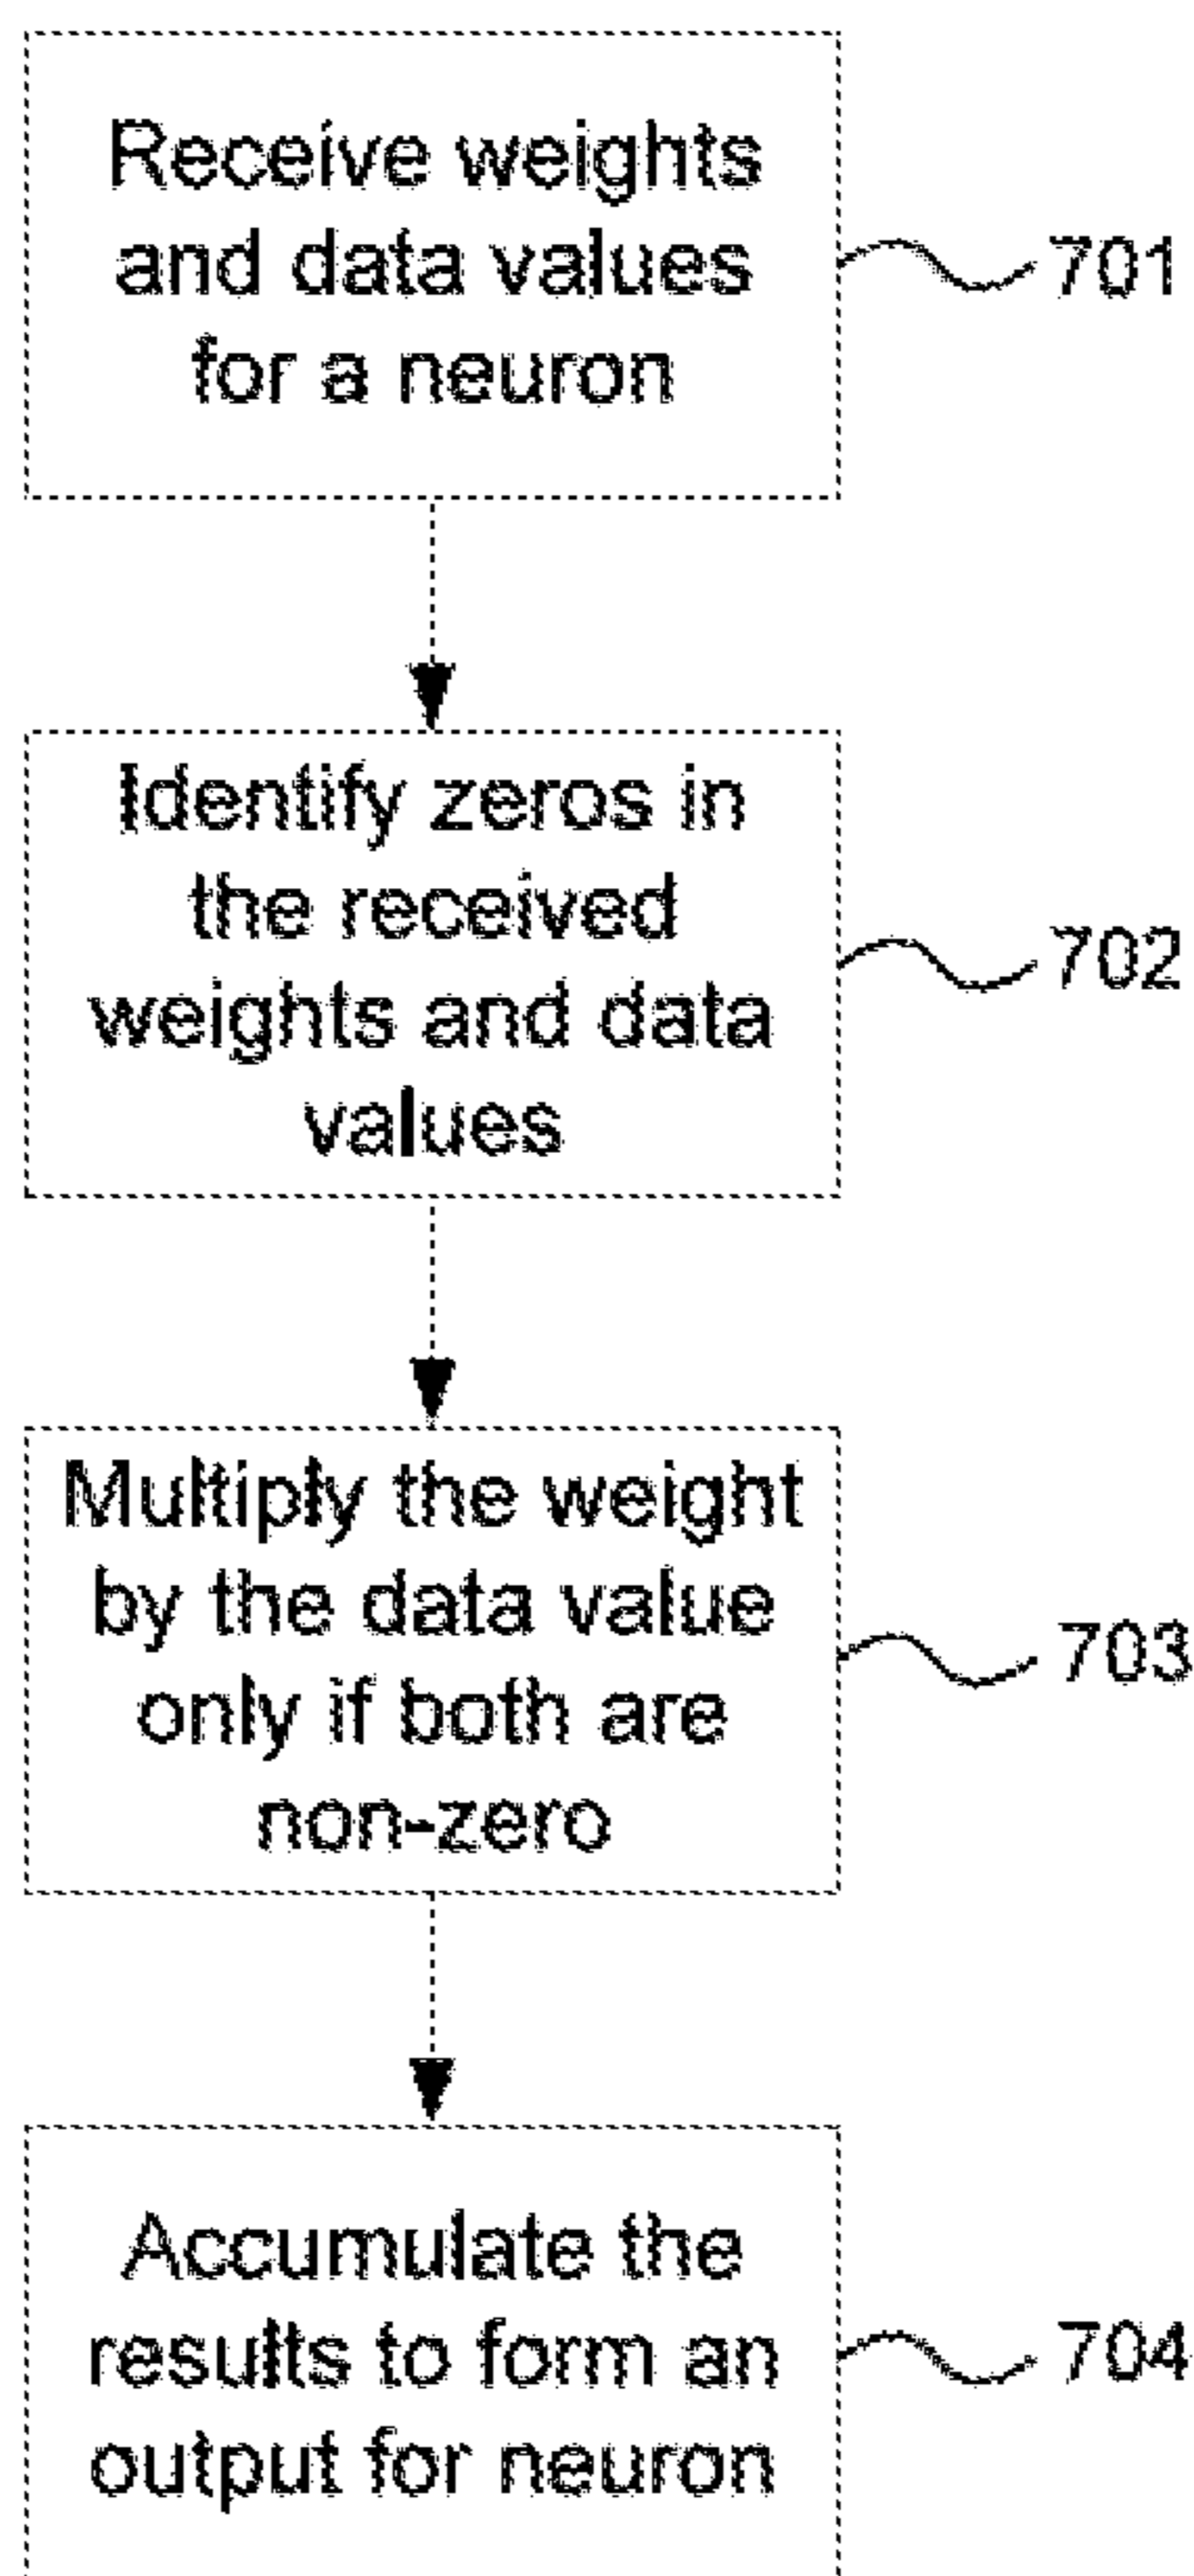 Receive weights
and data values
for a neuron
701
Identify zeros in
the received
weights and data
values
702
Multiply the weight
by the data value
only if both are
non-zero
703
Accumulate the
results to form an
output for neuron
704